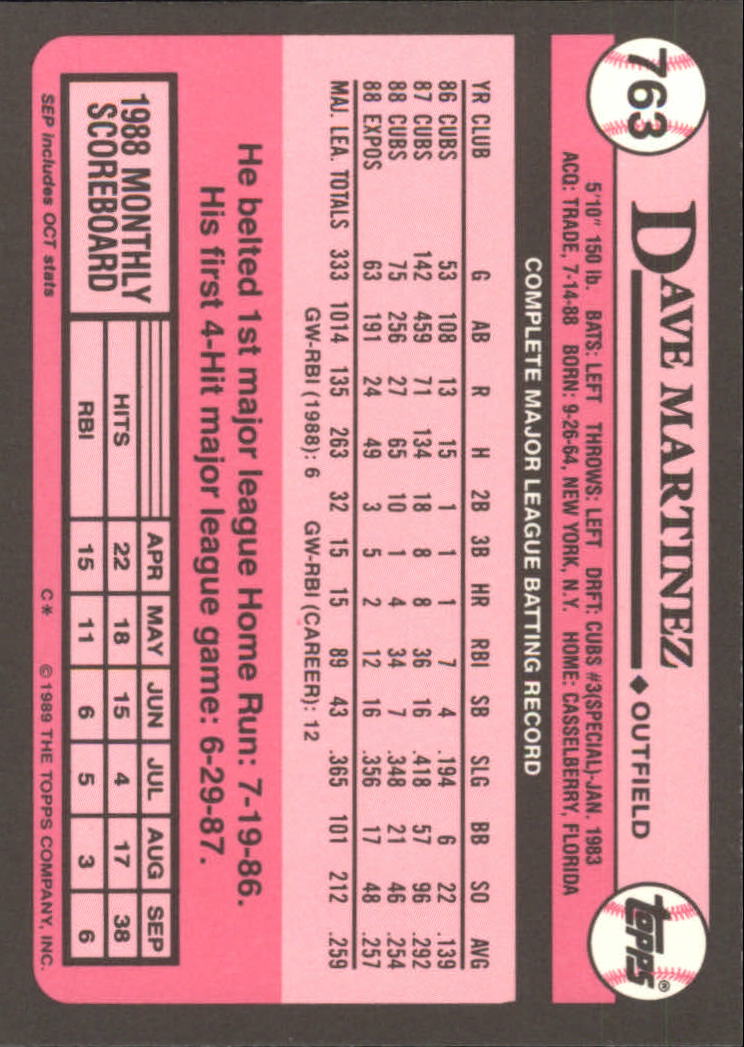 763
DAVE MARTINEZ ◆ OUTFIELD
topps®
5'10" 150 lb. BATS: LEFT THROWS: LEFT DRFT: CUBS #3(SPECIAL)-JAN. 1983
ACQ: TRADE, 7-14-88 BORN: 9-26-64, NEW YORK, N.Y. HOME: CASSELBERRY, FLORIDA
COMPLETE MAJOR LEAGUE BATTING RECORD
YR CLUB G AB R H 2B 3B HR RBI SB SLG BB SO AVG
86 CUBS 53 108 13 15 1 1 1 7 4 .194 6 22 .139
87 CUBS 142 459 71 134 18 8 8 36 16 .418 57 96 .292
88 CUBS 75 256 27 65 10 1 4 34 7 .348 21 46 .254
88 EXPOS 63 191 24 49 3 5 2 12 16 .356 17 48 .257
MAJ. LEA. TOTALS 333 1014 135 263 32 15 15 89 43 .365 101 212 .259
GW-RBI (1988): 6 GW-RBI (CAREER): 12
He belted 1st major league Home Run: 7-19-86.
His first 4-Hit major league game: 6-29-87.
1988 MONTHLY
SCOREBOARD
APR MAY JUN JUL AUG SEP
HITS 22 18 15 4 17 38
RBI 15 11 6 5 3 6
SEP includes OCT stats C* © 1989 THE TOPPS COMPANY, INC.